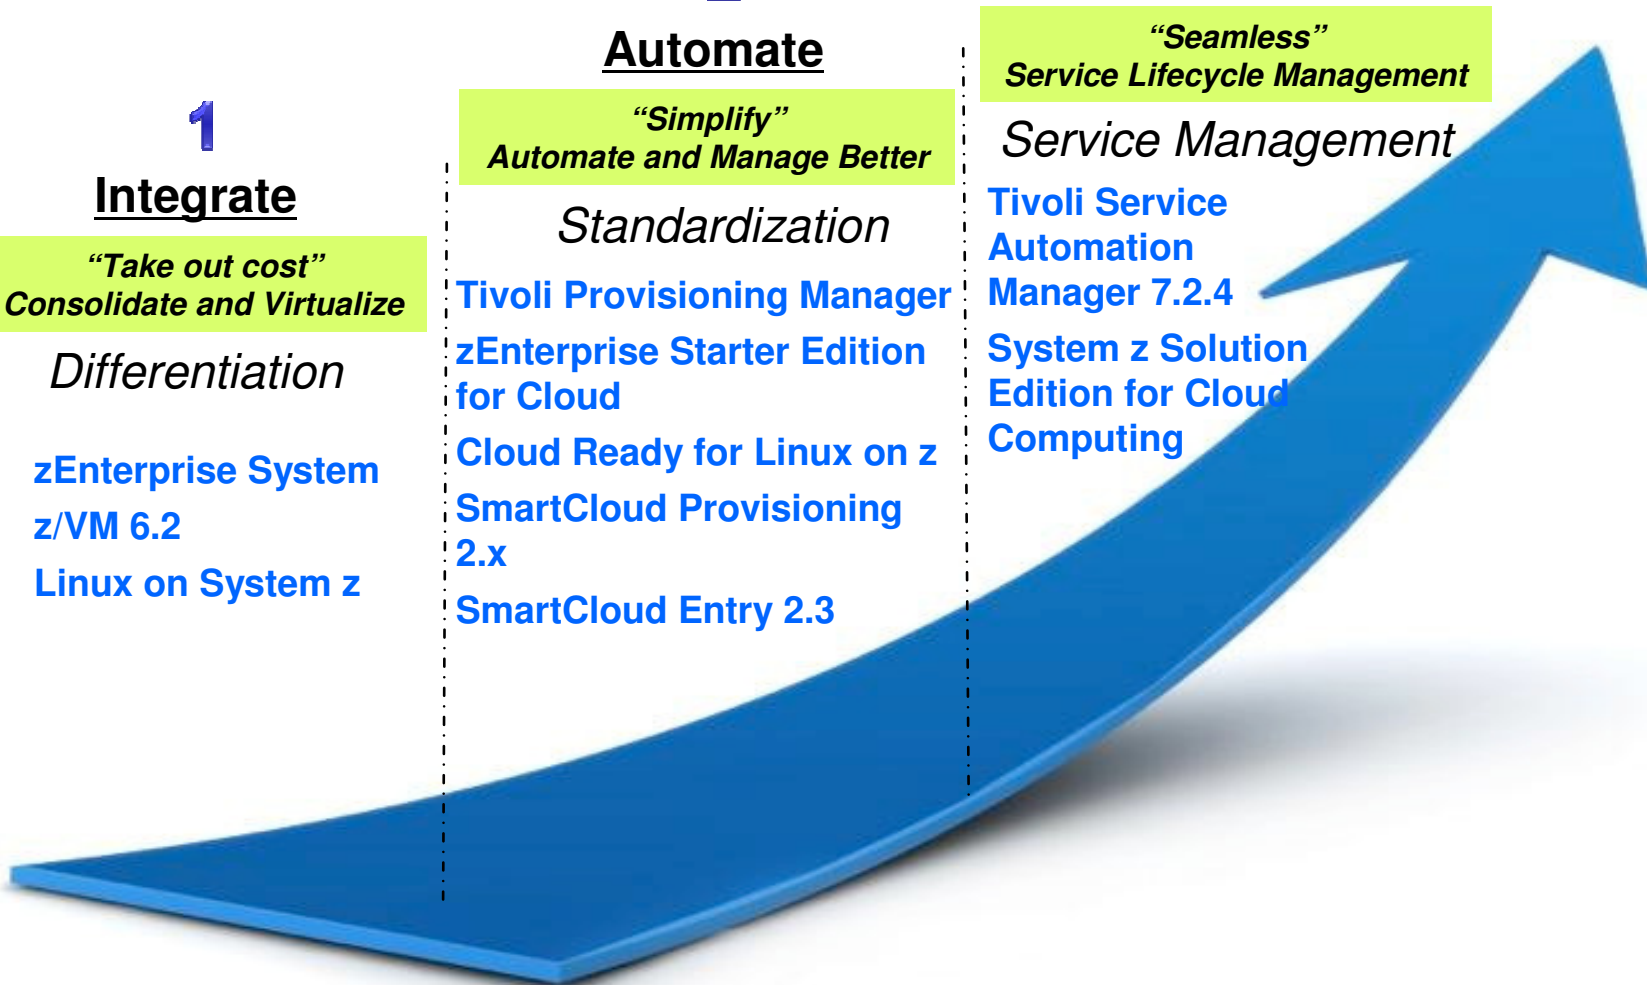 1
Integrate
“Take out cost”
Consolidate and Virtualize
Differentiation
zEnterprise System
z/VM 6.2
Linux on System z
Automate
“Simplify”
Automate and Manage Better
Standardization
Tivoli Provisioning Manager
zEnterprise Starter Edition
for Cloud
Cloud Ready for Linux on z
SmartCloud Provisioning
2.x
SmartCloud Entry 2.3
“Seamless”
Service Lifecycle Management
Service Management
Tivoli Service
Automation
Manager 7.2.4
System z Solution
Edition for Cloud
Computing